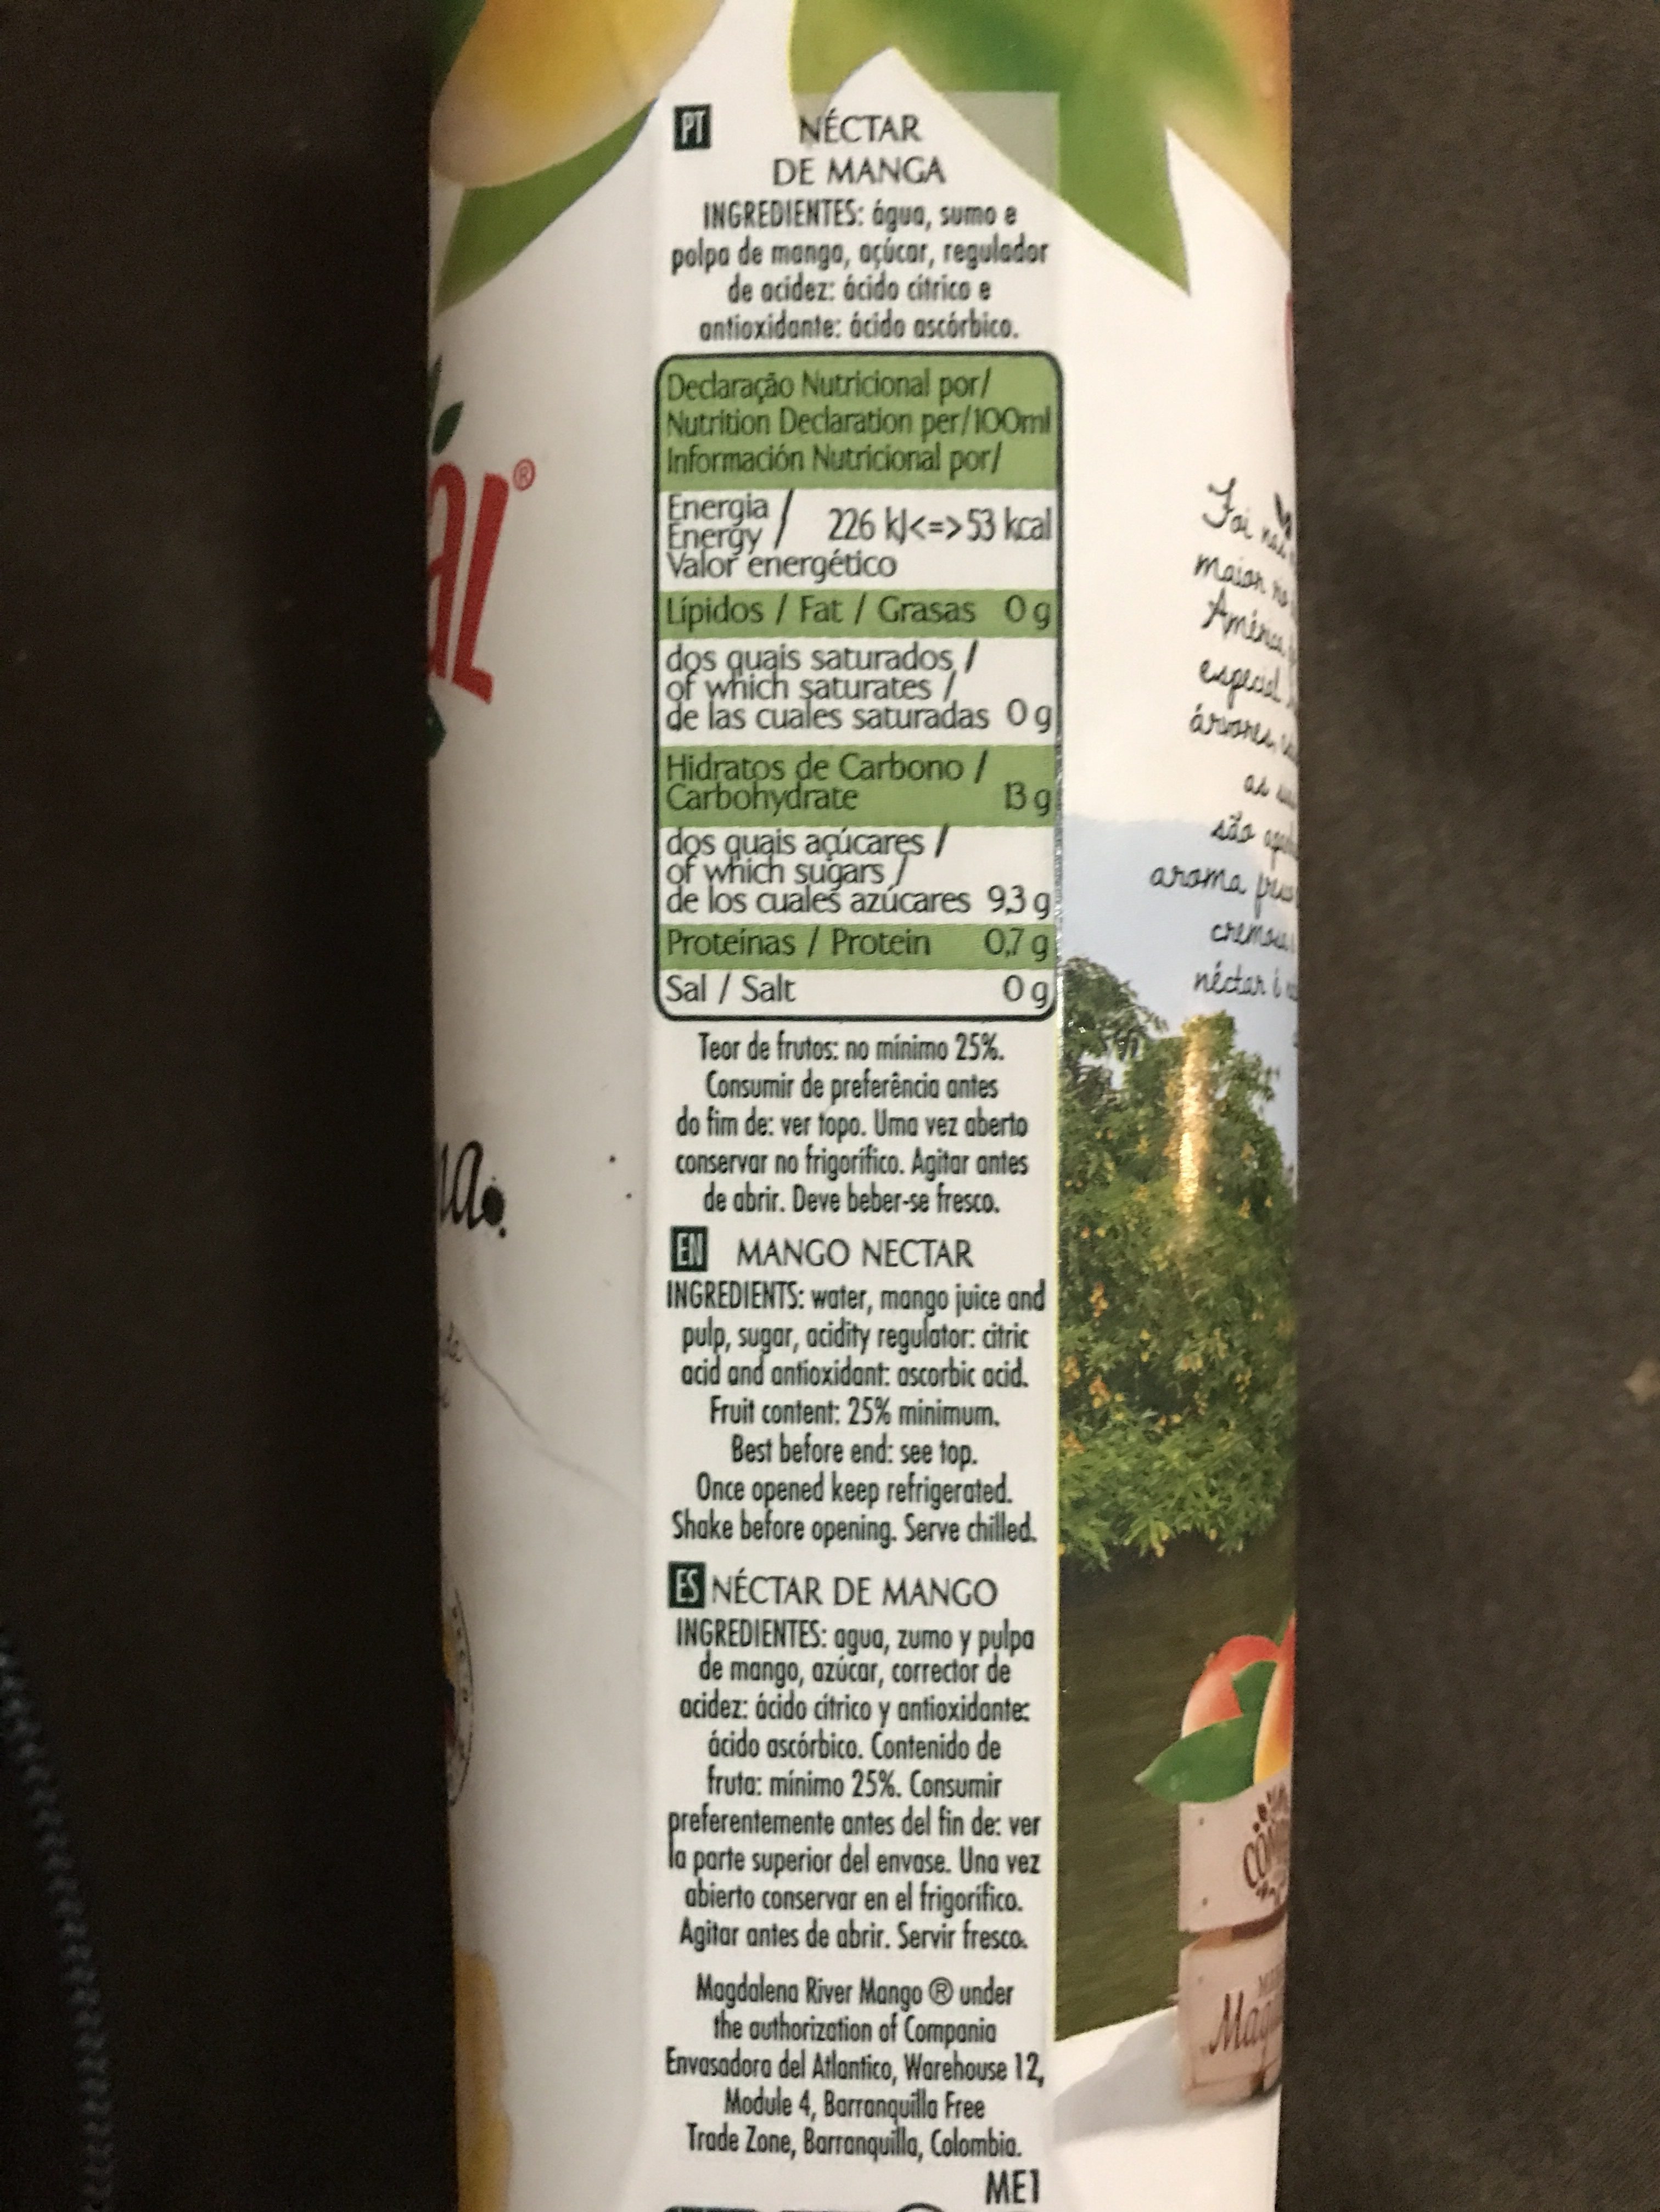 PT NÉCTAR
DE MANGA
INGREDIENTES: água, sumo e
polpa de manga, açúcar, regulador
de acidez: ácido cítrico e
antioxidante: ácido ascórbico.
Declaração Nutricional por/
Nutrition Declaration per/100ml
Información Nutricional por/
Energia /
Energy / 226 kJ<=>53 kcal
Valor energético
Lípidos / Fat / Grasas 0 g
dos quais saturados /
of which saturates /
de las cuales saturadas 0 g
Hidratos de Carbono /
Carbohydrate 13 g
dos quais açúcares /
of which sugars /
de los cuales azúcares 9,3 g
Proteínas / Protein 0,7 g
Sal / Salt 0 g
Teor de frutos: no mínimo 25%.
Consumir de preferência antes
do fim de: ver topo. Uma vez aberto
conservar no frigorífico. Agitar antes
de abrir. Deve beber-se fresco.
EN MANGO NECTAR
INGREDIENTS: water, mango juice and
pulp, sugar, acidity regulator: citric
acid and antioxidant: ascorbic acid.
Fruit content: 25% minimum.
Best before end: see top.
Once opened keep refrigerated.
Shake before opening. Serve chilled.
ES NÉCTAR DE MANGO
INGREDIENTES: agua, zumo y pulpa
de mango, azúcar, corrector de
acidez: ácido cítrico y antioxidante:
ácido ascórbico. Contenido de
fruta: mínimo 25%. Consumir
preferentemente antes del fin de: ver
la parte superior del envase. Una vez
abierto conservar en el frigorífico.
Agitar antes de abrir. Servir fresco.
Magdalena River Mango ® under
the authorization of Compania
Envasadora del Atlantico, Warehouse 12,
Module 4, Barranquilla Free
Trade Zone, Barranquilla, Colombia.
ME1
aL®
Foi
maior
América
especial
árvores
as
são
aroma
néctar